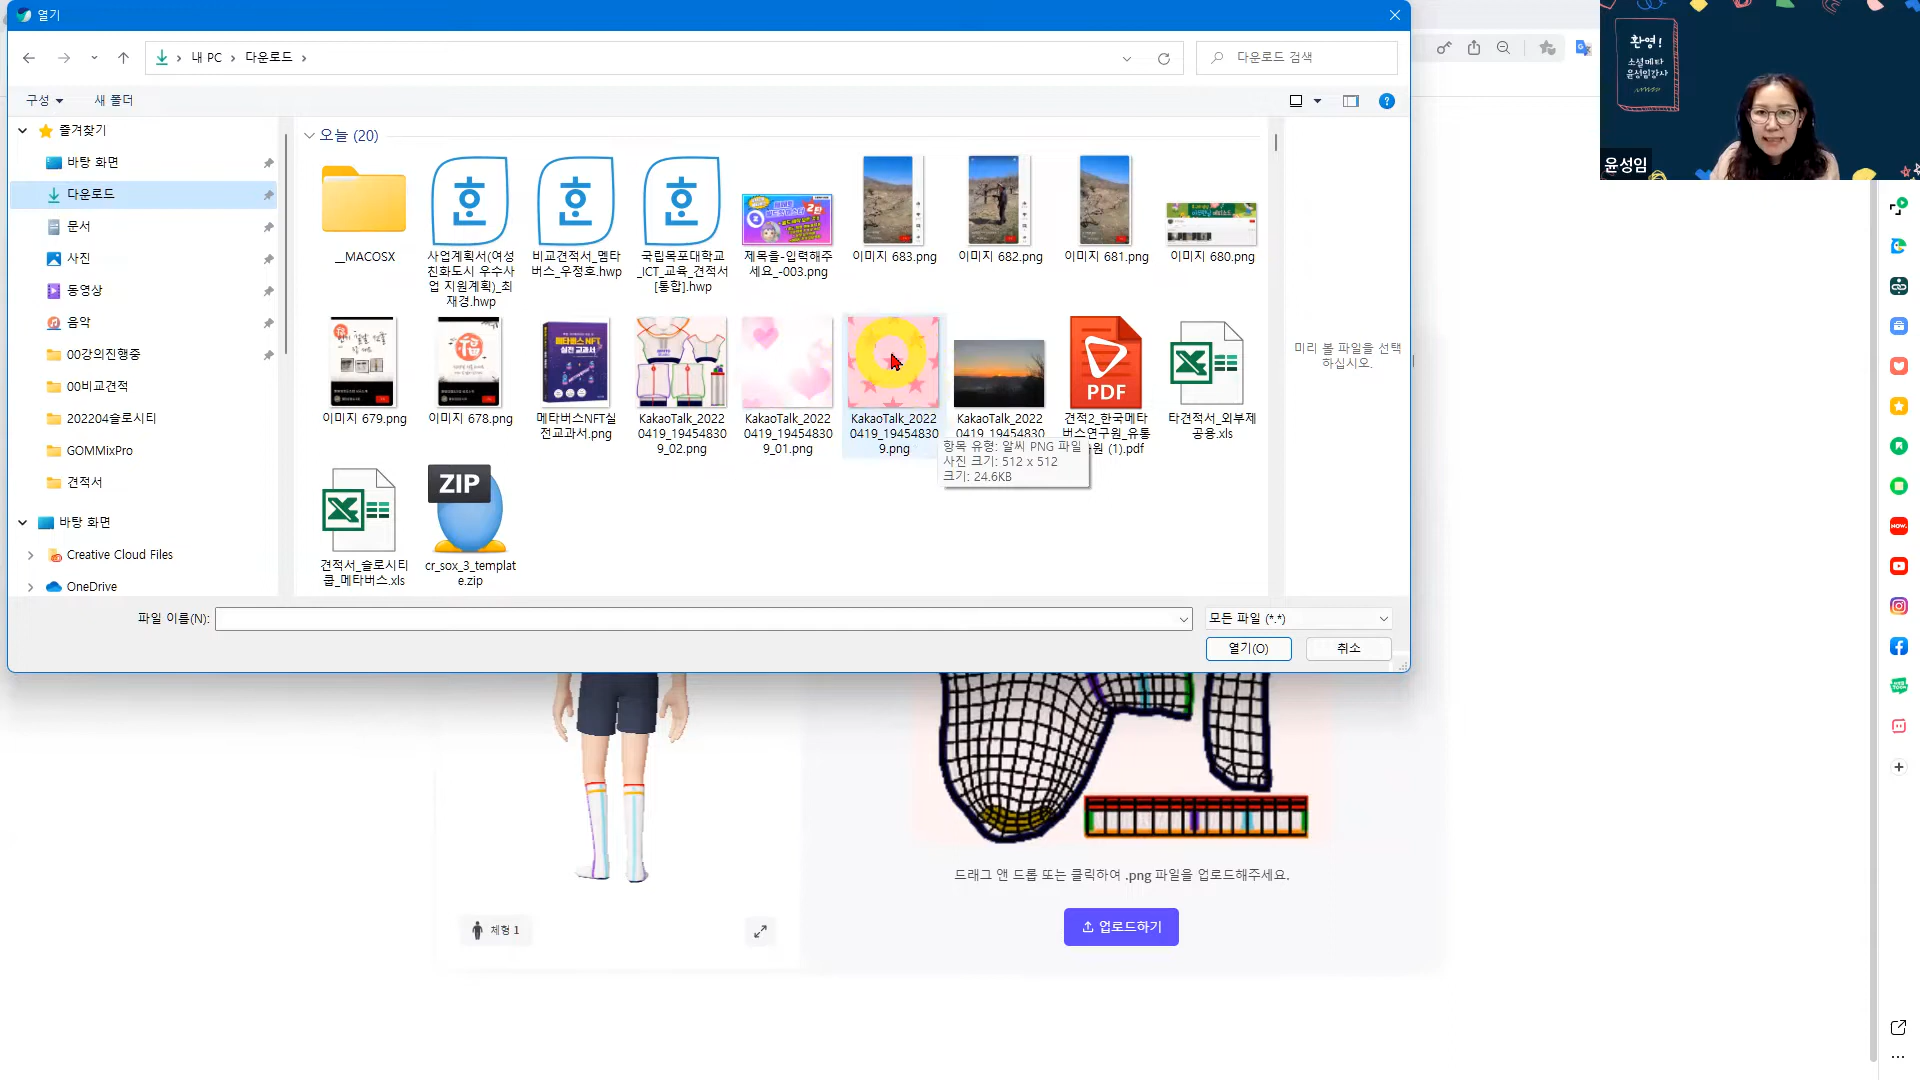 열기
내 PC
다운로드
다운로드 검색
구성
새 폴더
즐겨찾기
바탕 화면
다운로드
문서
사진
동영상
음악
00강의진행중
00비교견적
202204슬로시티
GOMMixPro
견적서
바탕 화면
Creative Cloud Files
OneDrive
오늘 (20)
__MACOSX
사업계획서(여성
친화도시 우수사
업 지원계획)_최
재경.hwp
비교견적서_멤타
버스_우정호.hwp
국립목포대학교
_ICT_교육_견적서
[통합].hwp
제목을-입력해주
세요_-003.png
이미지 683.png
이미지 682.png
이미지 681.png
이미지 680.png
이미지 679.png
이미지 678.png
메타버스NFT실
전교과서.png
KakaoTalk_2022
0419_19454830
9_02.png
KakaoTalk_2022
0419_19454830
9_01.png
KakaoTalk_2022
0419_19454830
9.png
KakaoTalk_2022
0419_19454830
견적2_한국메타
버스연구원_유통
원 (1).pdf
타견적서_외부제
공용.xls
항목 유형: 알씨 PNG 파일
사진 크기: 512 x 512
크기: 24.6KB
PDF
ZIP
견적서_슬로시티
큽_메타버스.xls
cr_sox_3_templat
e.zip
미리 볼 파일을 선택
하십시오.
파일 이름(N):
모든 파일 (*.*)
열기(O)
취소
체형 1
드래그 앤 드롭 또는 클릭하여 .png 파일을 업로드해주세요.
업로드하기
환영!
소셜메타
윤성임강사
윤성임